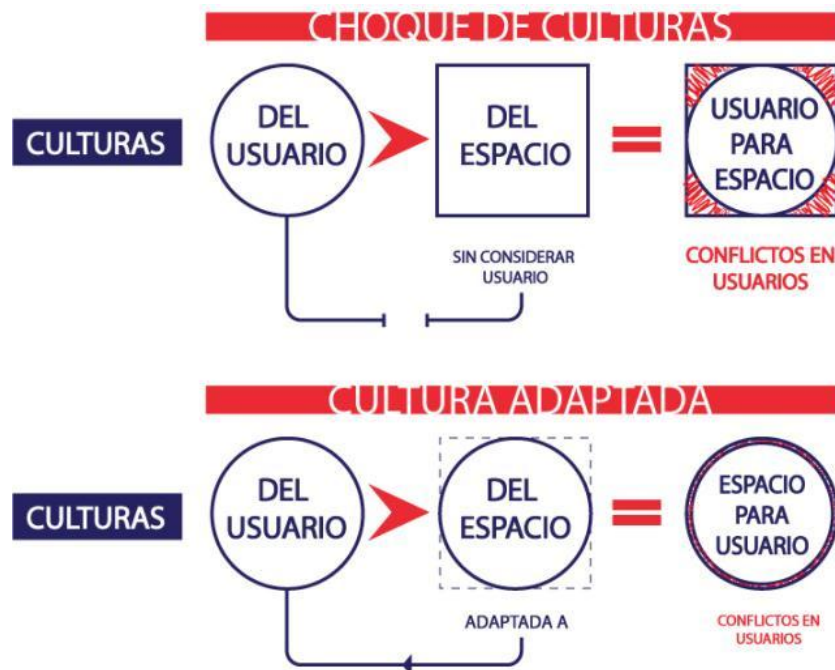 CHOQUE DE CULTURAS
CULTURAS
DEL
USUARIO
DEL
ESPACIO
USUARIO
PARA
ESPACIO
SIN CONSIDERAR
USUARIO
CONFLICTOS EN
USUARIOS
CULTURA ADAPTADA
CULTURAS
DEL
USUARIO
DEL
ESPACIO
ESPACIO
PARA
USUARIO
ADAPTADA A
CONFLICTOS EN
USUARIOS